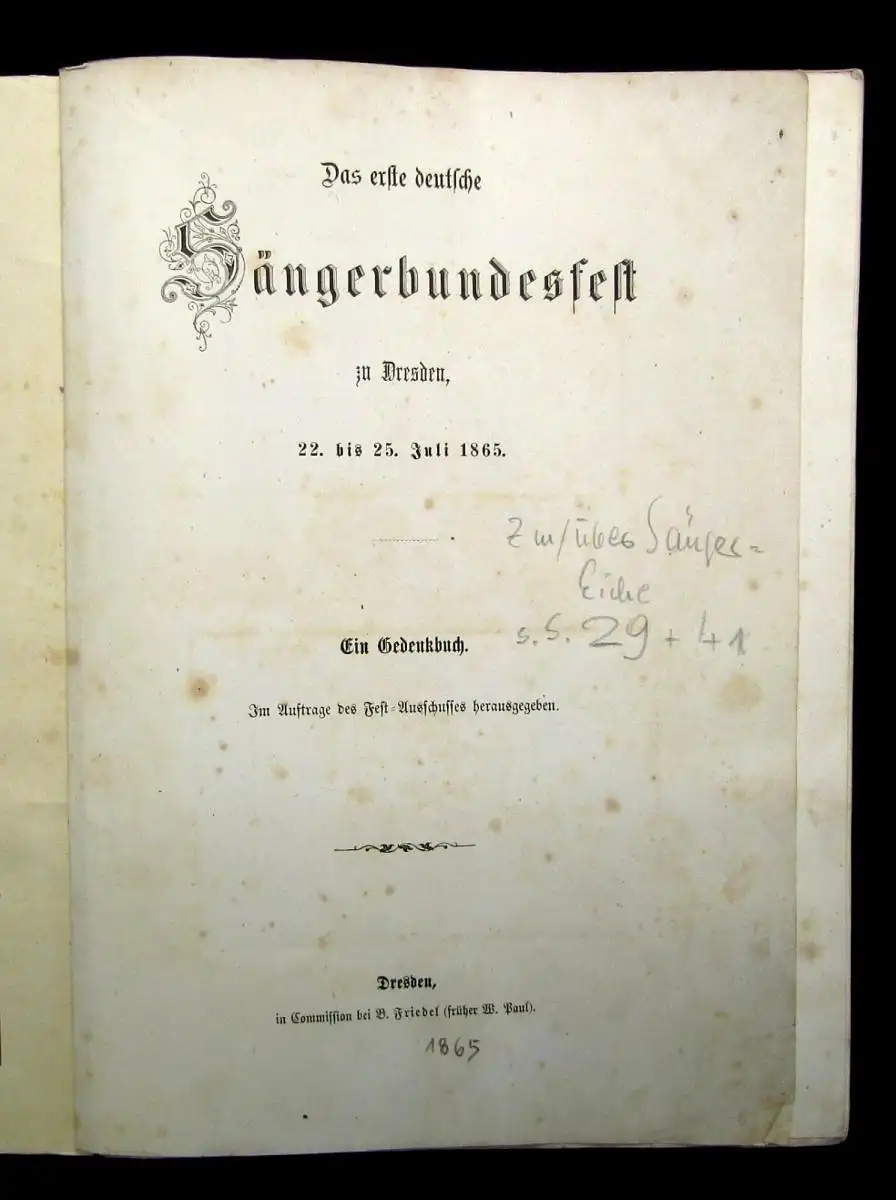 Das erste deutsche
Sängerbundesfest
zu Dresden,
22. bis 25. Juli 1865.
über Sänger=
Eiche
s. S. 29 + 41
Ein Gedenkbuch.
Im Auftrage des Fest=Ausschusses herausgegeben.
Dresden,
in Commission bei B. Friedel (früher W. Paul).
1865